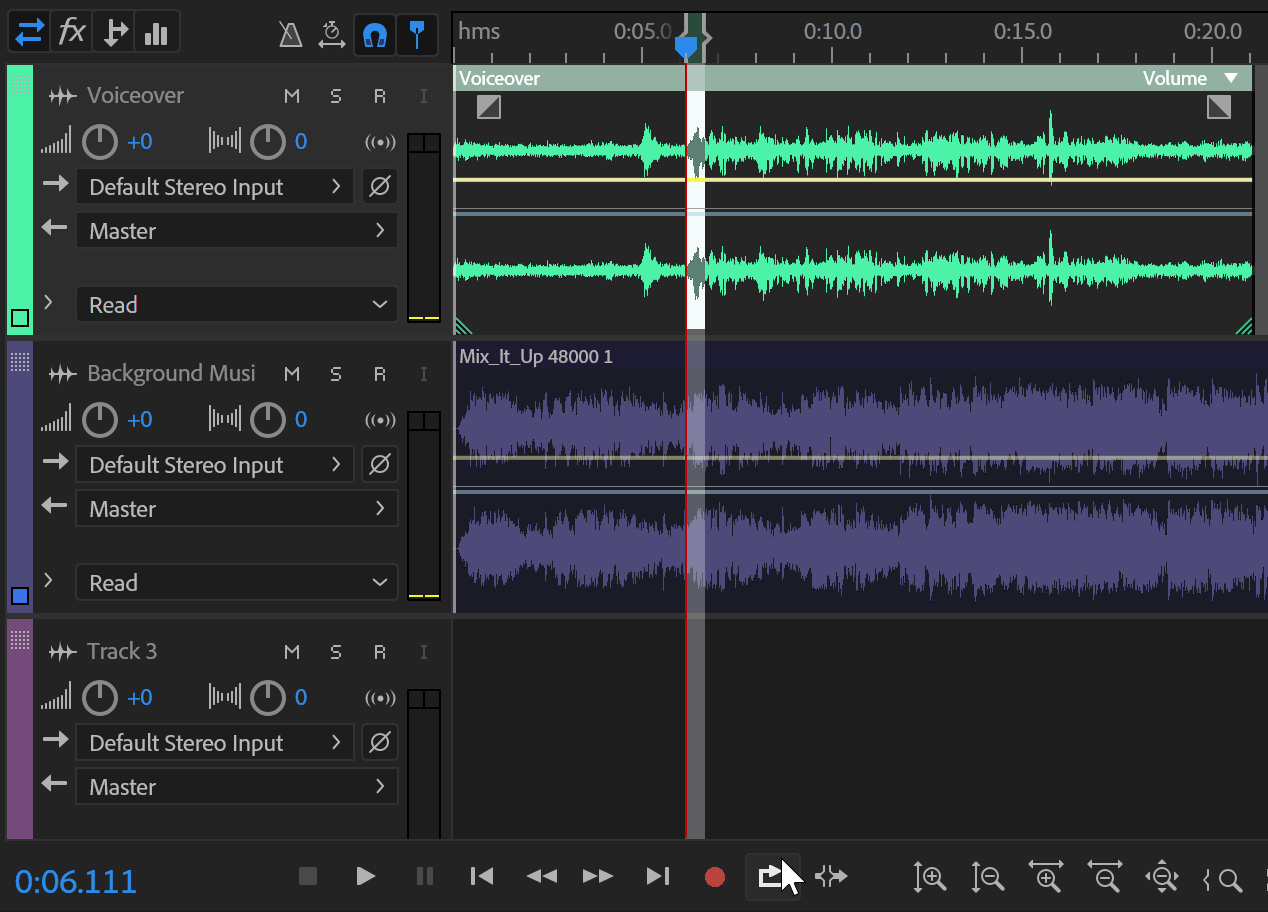 fx
hms 0:05.0 0:10.0 0:15.0 0:20.0
Voiceover M S R I
+0 0
Default Stereo Input
Master
Read
Voiceover Volume
Background Musi M S R I
+0 0
Default Stereo Input
Master
Read
Mix_It_Up 48000 1
Track 3 M S R I
+0 0
Default Stereo Input
Master
0:06.111